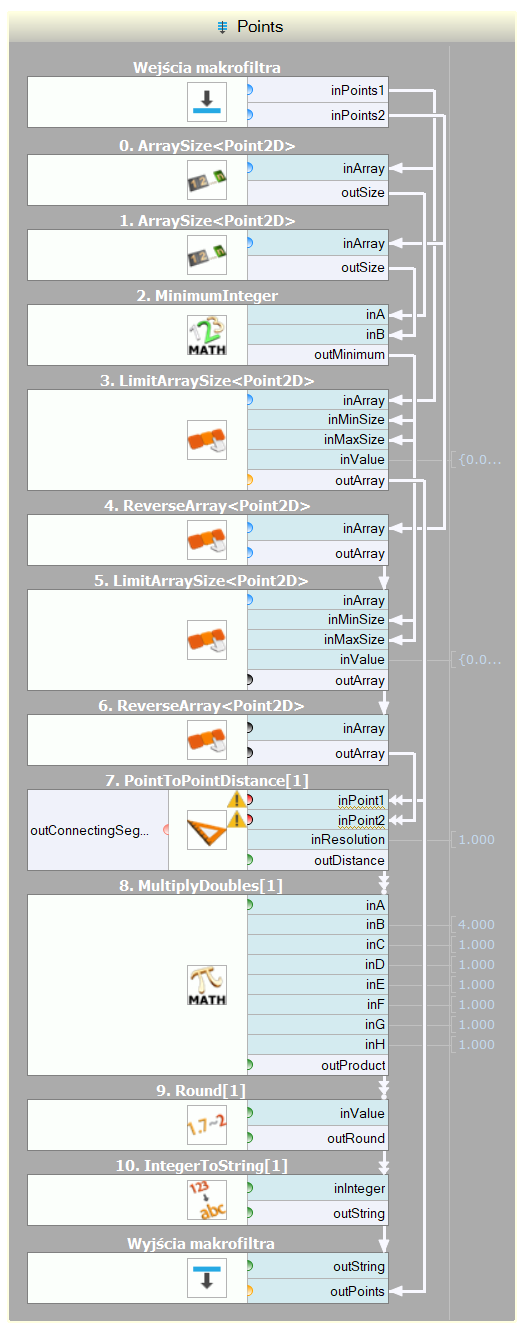 Points
Wejścia makrofiltra
inPoints1
inPoints2
0. ArraySize<Point2D>
inArray
outSize
1. ArraySize<Point2D>
inArray
outSize
2. MinimumInteger
inA
inB
outMinimum
MATH
3. LimitArraySize<Point2D>
inArray
inMinSize
inMaxSize
inValue {0.0...
outArray
4. ReverseArray<Point2D>
inArray
outArray
5. LimitArraySize<Point2D>
inArray
inMinSize
inMaxSize
inValue {0.0...
outArray
6. ReverseArray<Point2D>
inArray
outArray
7. PointToPointDistance[1]
inPoint1
outConnectingSeg... inPoint2
inResolution 1.000
outDistance
8. MultiplyDoubles[1]
inA
inB 4.000
inC 1.000
inD 1.000
inE 1.000
MATH
inF 1.000
inG 1.000
inH 1.000
outProduct
9. Round[1]
inValue
1.7~2
outRound
10. IntegerToString[1]
123
inInteger
abc
outString
Wyjścia makrofiltra
outString
outPoints